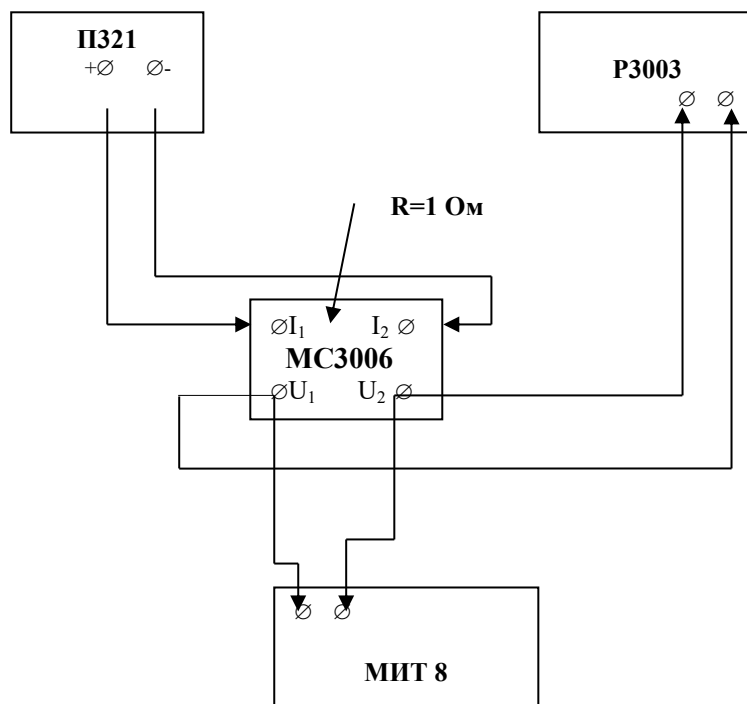 П321
+∅ ∅-
Р3003
∅ ∅
R=1 Ом
∅I₁ I₂ ∅
МС3006
∅U₁ U₂ ∅
∅ ∅
МИТ 8